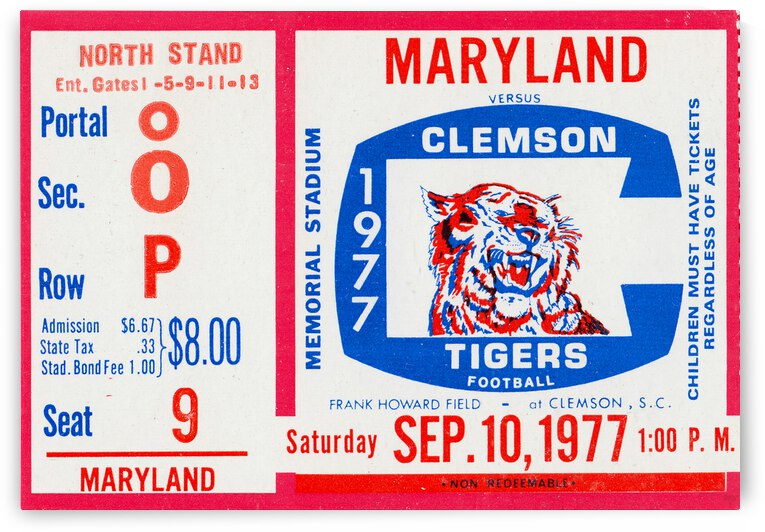 NORTH STAND
Ent. Gates 1 -5-9-11-13
Portal O
Sec. O
Row P
Admission $6.67
State Tax .33
Stad. Bond Fee 1.00
$8.00
Seat 9
MARYLAND
MARYLAND
VERSUS
CLEMSON
1977
TIGERS
FOOTBALL
MEMORIAL STADIUM
CHILDREN MUST HAVE TICKETS
REGARDLESS OF AGE
FRANK HOWARD FIELD - at CLEMSON, S.C.
Saturday SEP. 10, 1977 1:00 P. M.
• NON REDEEMABLE •